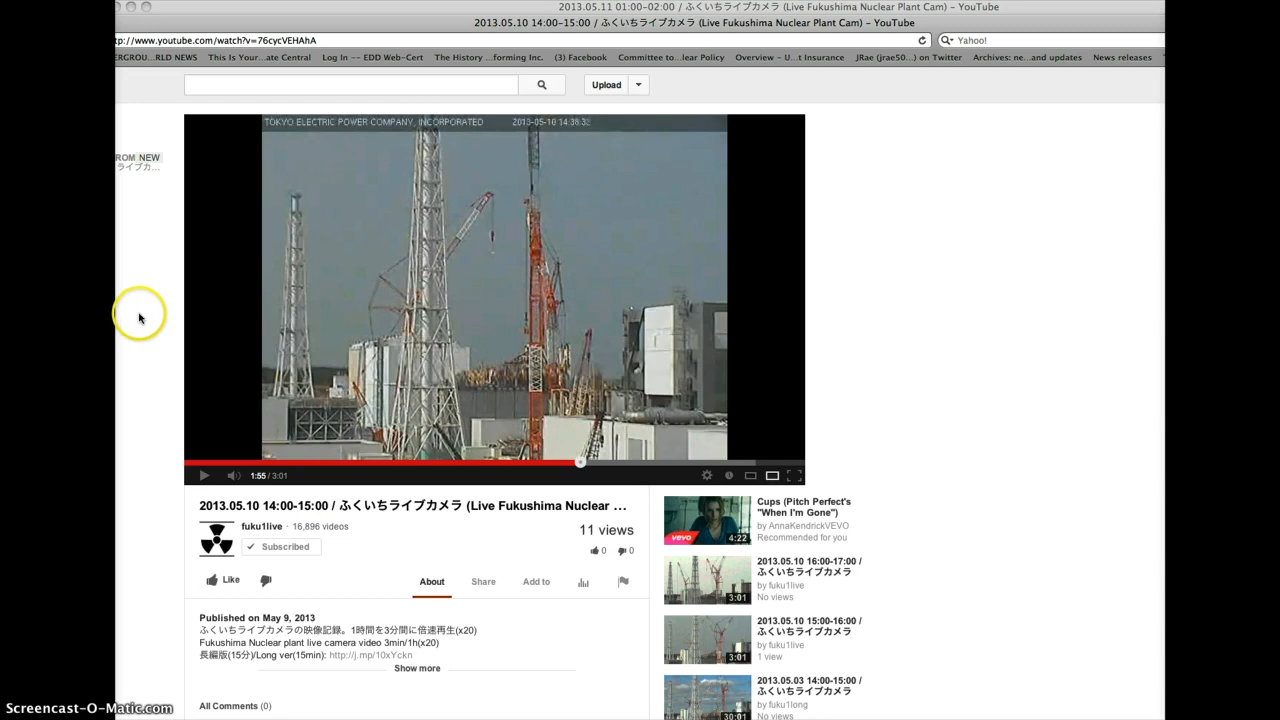 2013.05.11 01:00-02:00 / ふくいちライブカメラ (Live Fukushima Nuclear Plant Cam) – YouTube
2013.05.10 14:00-15:00 / ふくいちライブカメラ (Live Fukushima Nuclear Plant Cam) – YouTube
tp://www.youtube.com/watch?v=76cycVEHAhA
Yahoo!
ERGROU...RLD NEWS This Is Your...ate Central Log In -- EDD Web-Cert The History ...forming Inc. (3) Facebook Committe to...lear Policy Overview - U...t Insurance JRae (jrae50...) on Twitter Archives: ne...and updates News releases
Upload
TOKYO ELECTRIC POWER COMPANY, INCORPORATED 2013-05-10 14:38:32
ROM NEW
ライブカ...
1:55 / 3:01
2013.05.10 14:00-15:00 / ふくいちライブカメラ (Live Fukushima Nuclear ...
fuku1live · 16,896 videos
Subscribed
11 views
0 0
Like
About Share Add to
Published on May 9, 2013
ふくいちライブカメラの映像記録。1時間を3分間に倍速再生(x20)
Fukushima Nuclear plant live camera video 3min/1h(x20)
長編版(15分)/Long ver(15min): http://j.mp/10xYckn
Show more
All Comments (0)
vevo
4:22
Cups (Pitch Perfect's
"When I'm Gone")
by AnnaKendrickVEVO
Recommended for you
3:01
2013.05.10 16:00-17:00 /
ふくいちライブカメラ
by fuku1live
No views
3:01
2013.05.10 15:00-16:00 /
ふくいちライブカメラ
by fuku1live
1 view
30:01
2013.05.03 14:00-15:00 /
ふくいちライブカメラ
by fuku1long
No views
Screencast-O-Matic.com